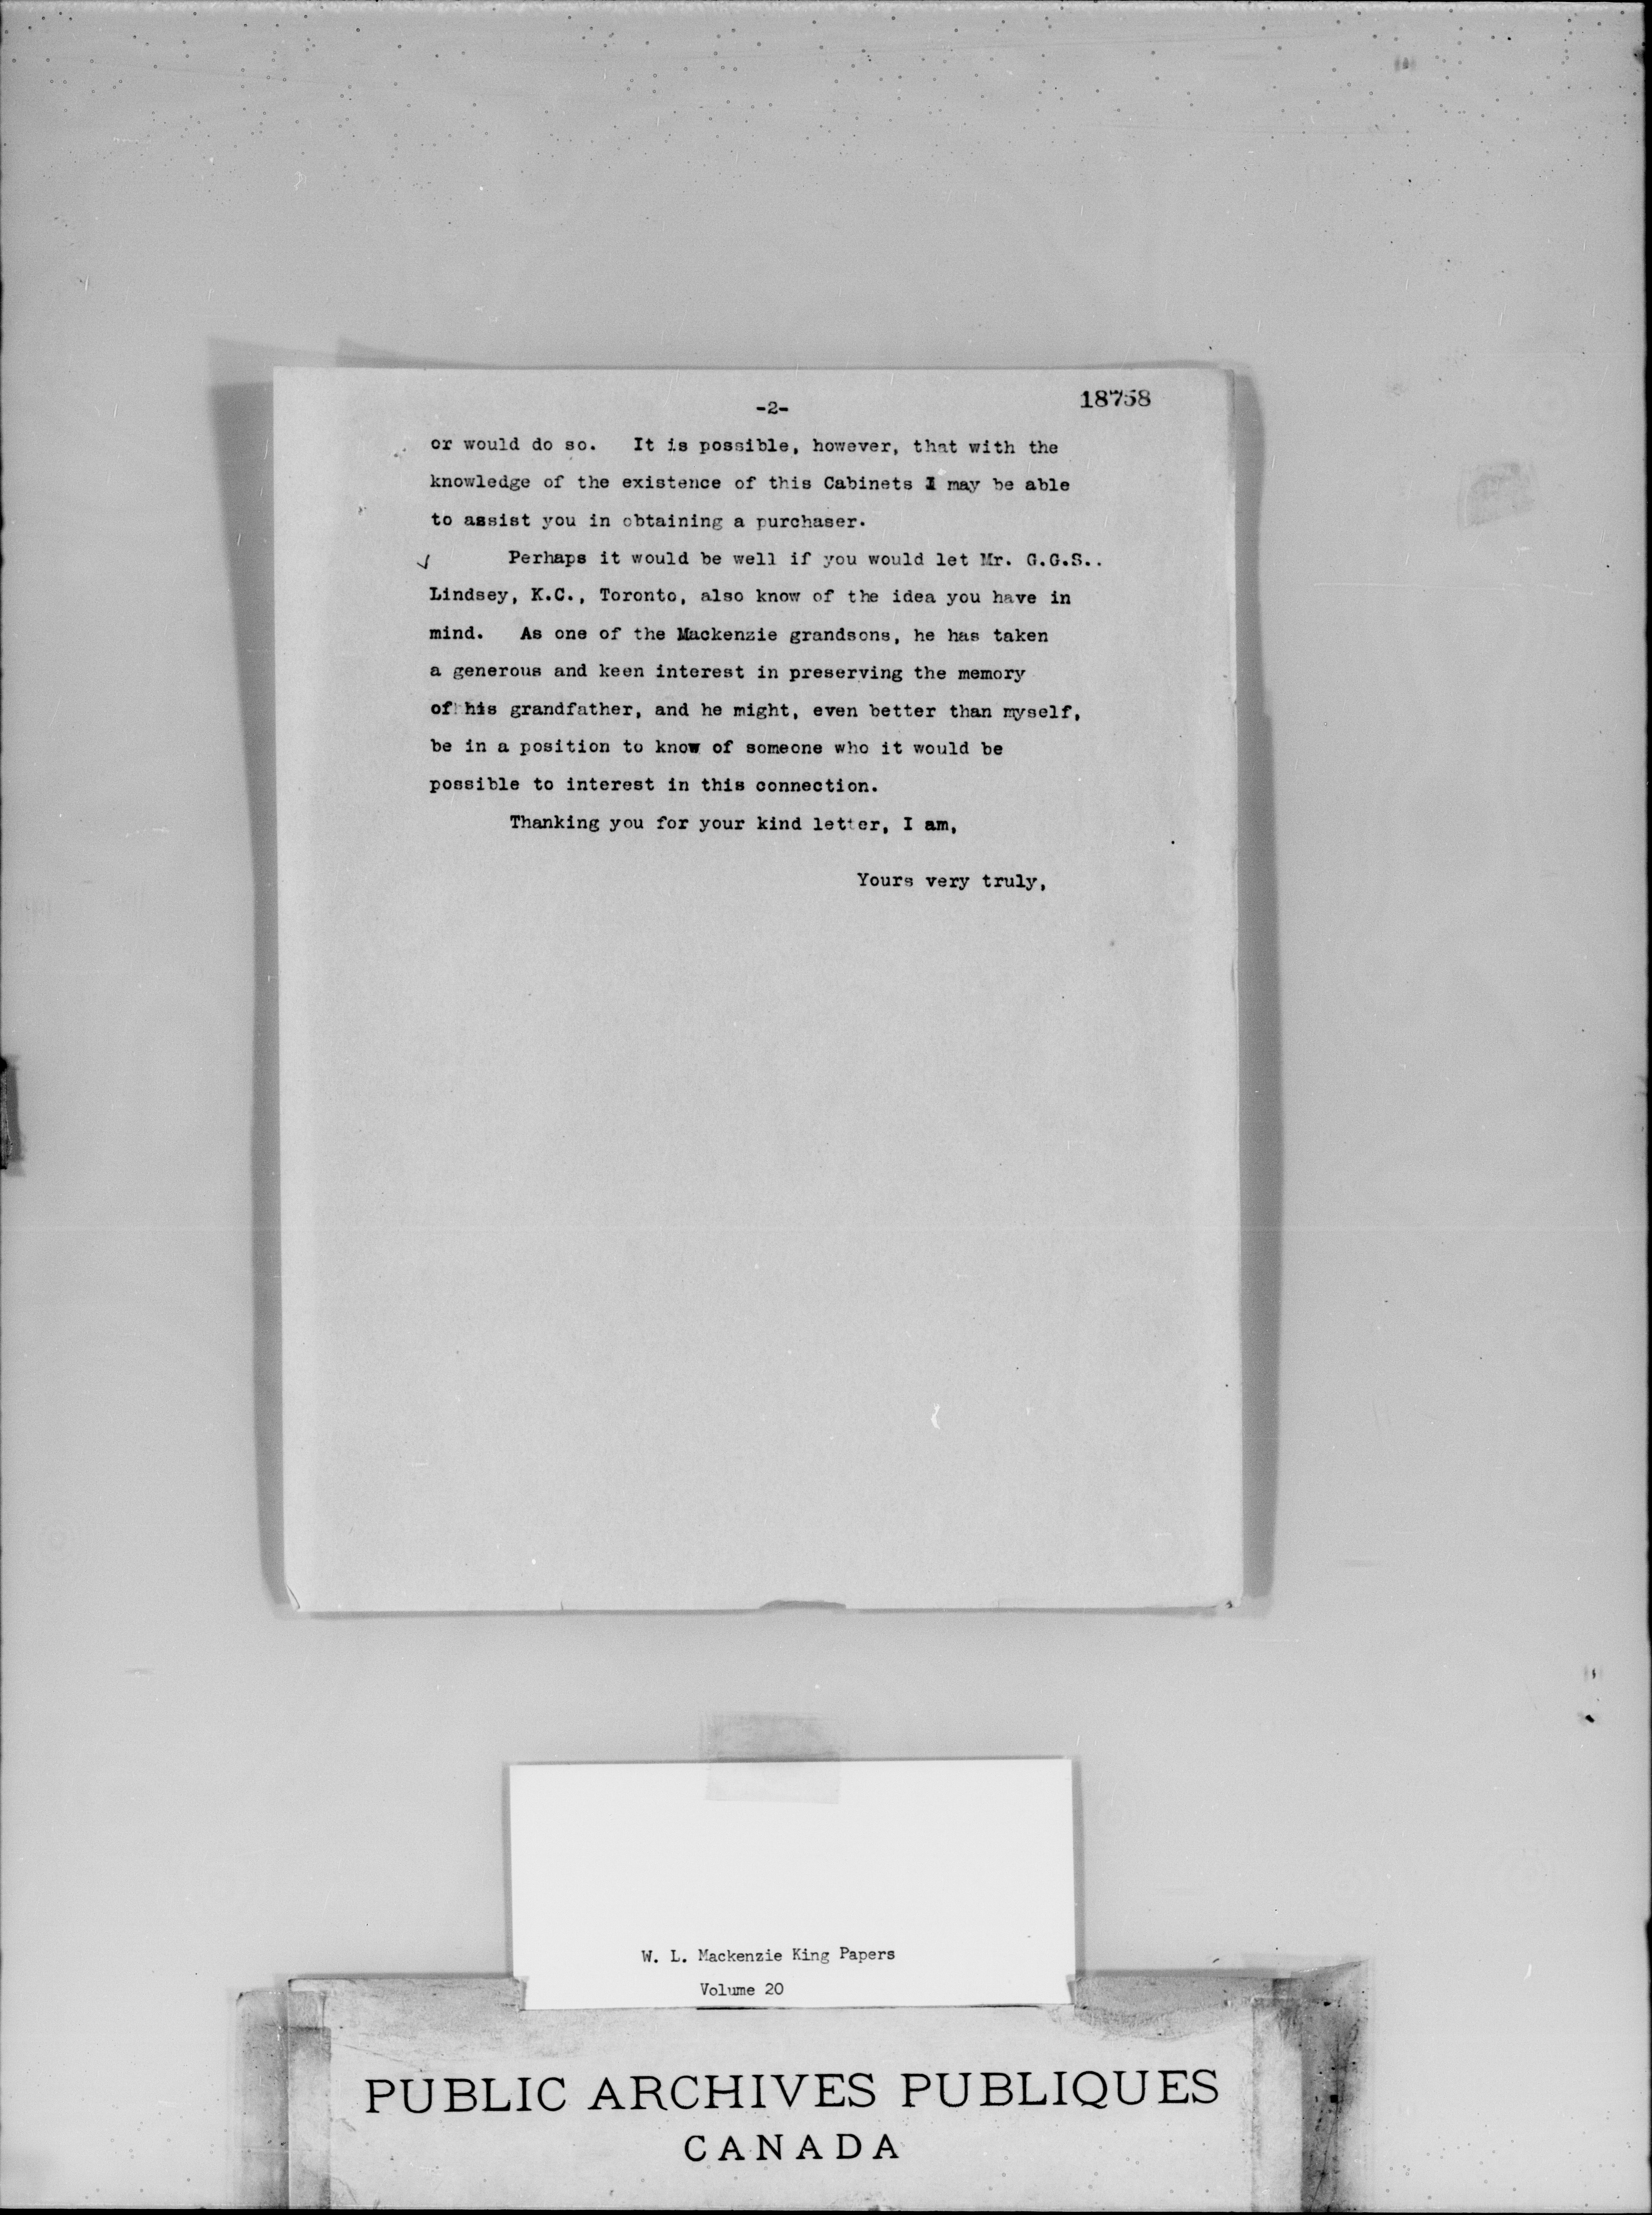 18758
-2-
or would do so. It is possible, however, that with the
knowledge of the existence of this Cabinets I may be able
to assist you in obtaining a purchaser.
Perhaps it would be well if you would let Mr. G.G.S..
Lindsey, K.C., Toronto, also know of the idea you have in
mind. As one of the Mackenzie grandsons, he has taken
a generous and keen interest in preserving the memory
of his grandfather, and he might, even better than myself,
be in a position to know of someone who it would be
possible to interest in this connection.
Thanking you for your kind letter, I am,
Yours very truly,
W. L. Mackenzie King Papers
Volume 20
PUBLIC ARCHIVES PUBLIQUES
CANADA